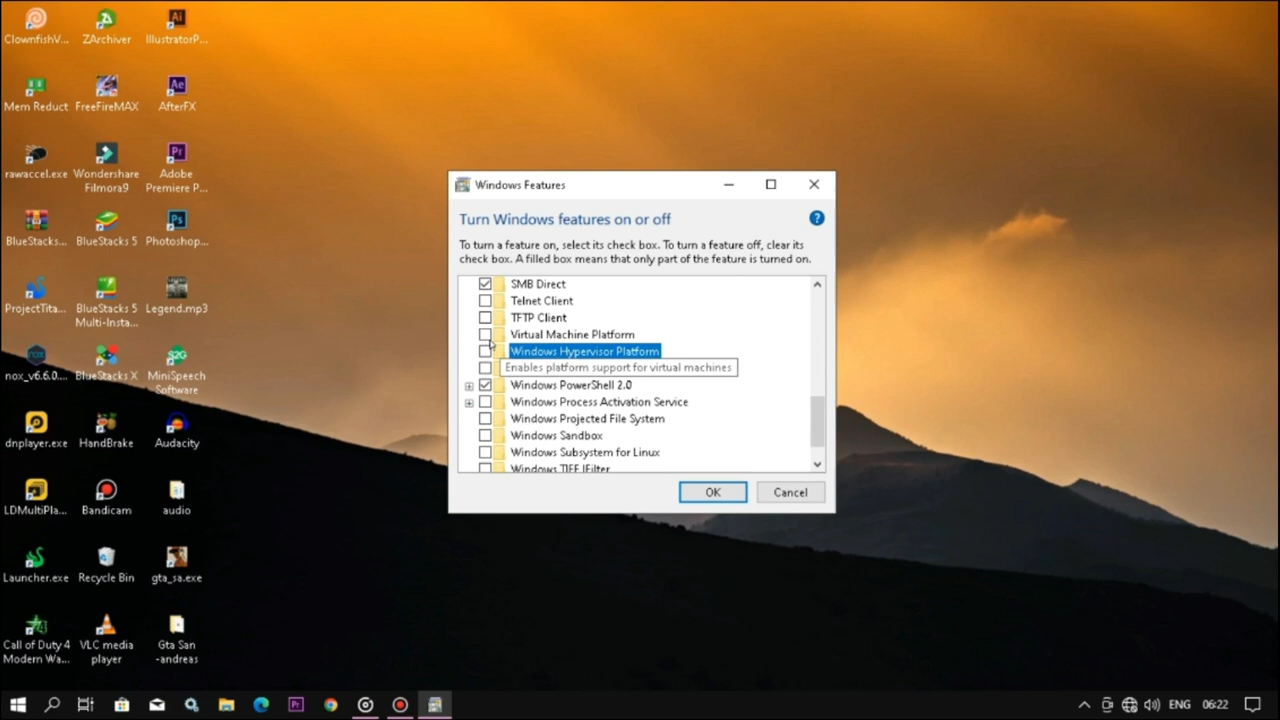 ClownfishV...
ZArchiver
IllustratorP...
Mem Reduct
FreeFireMAX
AfterFX
rawaccel.exe
Wondershare
Filmora9
Adobe
Premiere P...
BlueStacks...
BlueStacks 5
Photoshop...
ProjectTita...
BlueStacks 5
Multi-Insta...
Legend.mp3
nox_v6.6.0....
BlueStacks X
MiniSpeech
Software
dnplayer.exe
HandBrake
Audacity
LDMultiPla...
Bandicam
audio
Launcher.exe
Recycle Bin
gta_sa.exe
Call of Duty 4
Modern Wa...
VLC media
player
Gta San
-andreas
Windows Features
Turn Windows features on or off
To turn a feature on, select its check box. To turn a feature off, clear its
check box. A filled box means that only part of the feature is turned on.
SMB Direct
Telnet Client
TFTP Client
Virtual Machine Platform
Windows Hypervisor Platform
Enables platform support for virtual machines
Windows PowerShell 2.0
Windows Process Activation Service
Windows Projected File System
Windows Sandbox
Windows Subsystem for Linux
Windows TIFF IFilter
OK
Cancel
ENG
06:22